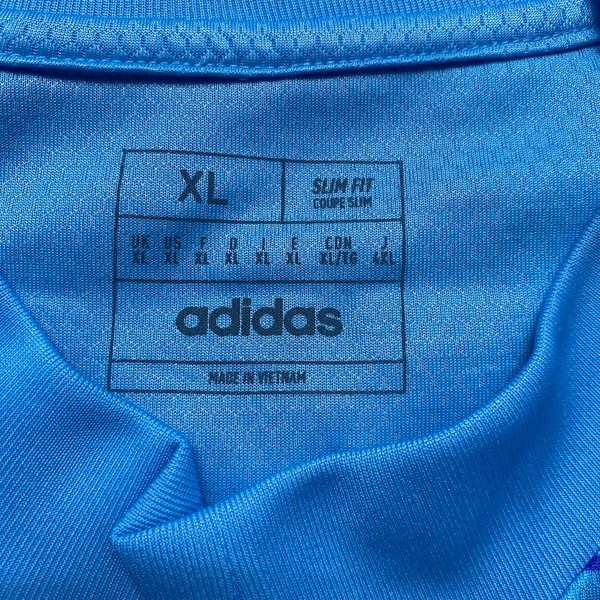 XL
SLIM FIT
COUPE SLIM
UK US F D I E CDN J
XL XL XL XL XL XL XL/TG 4XL
adidas
MADE IN VIETNAM